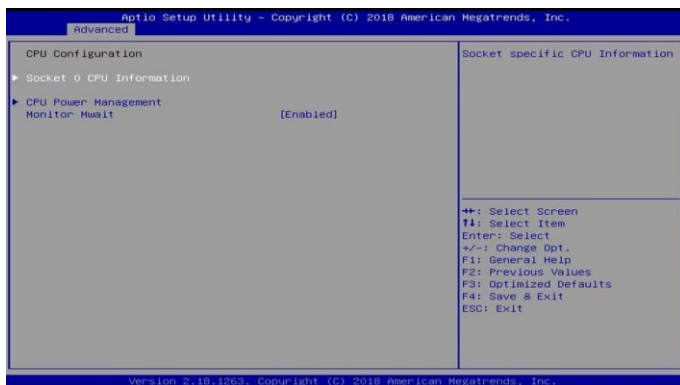 Aptio Setup Utility – Copyright (C) 2018 American Megatrends, Inc.
Advanced
CPU Configuration
Socket 0 CPU Information
CPU Power Management
Monitor Mwait [Enabled]
Socket specific CPU Information
→←: Select Screen
↑↓: Select Item
Enter: Select
+/-: Change Opt.
F1: General Help
F2: Previous Values
F3: Optimized Defaults
F4: Save & Exit
ESC: Exit
Version 2.18.1263. Copyright (C) 2018 American Megatrends, Inc.